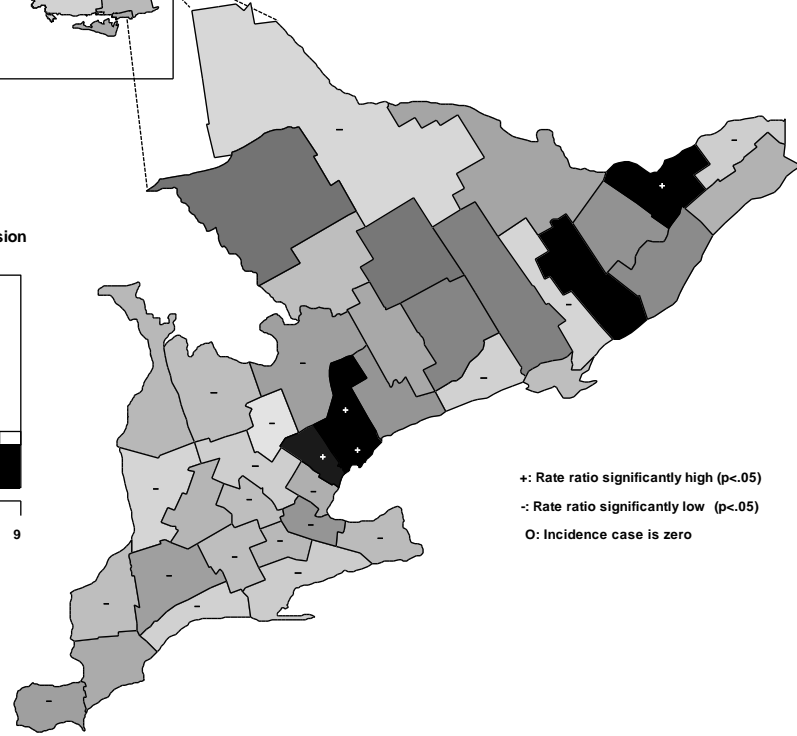 sion
9
+: Rate ratio significantly high (p<.05)
-: Rate ratio significantly low (p<.05)
O: Incidence case is zero